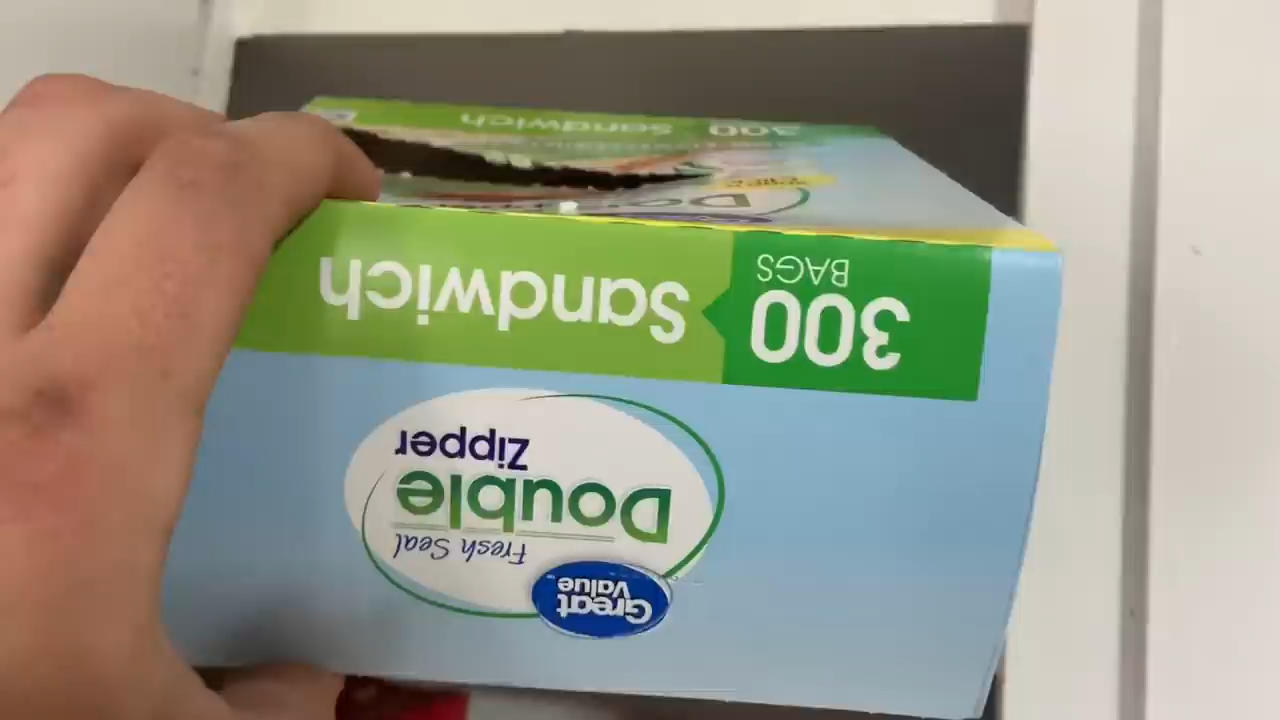 Great
Value
Fresh Seal
Double
Zipper
300
BAGS
Sandwich
300
Sandwich